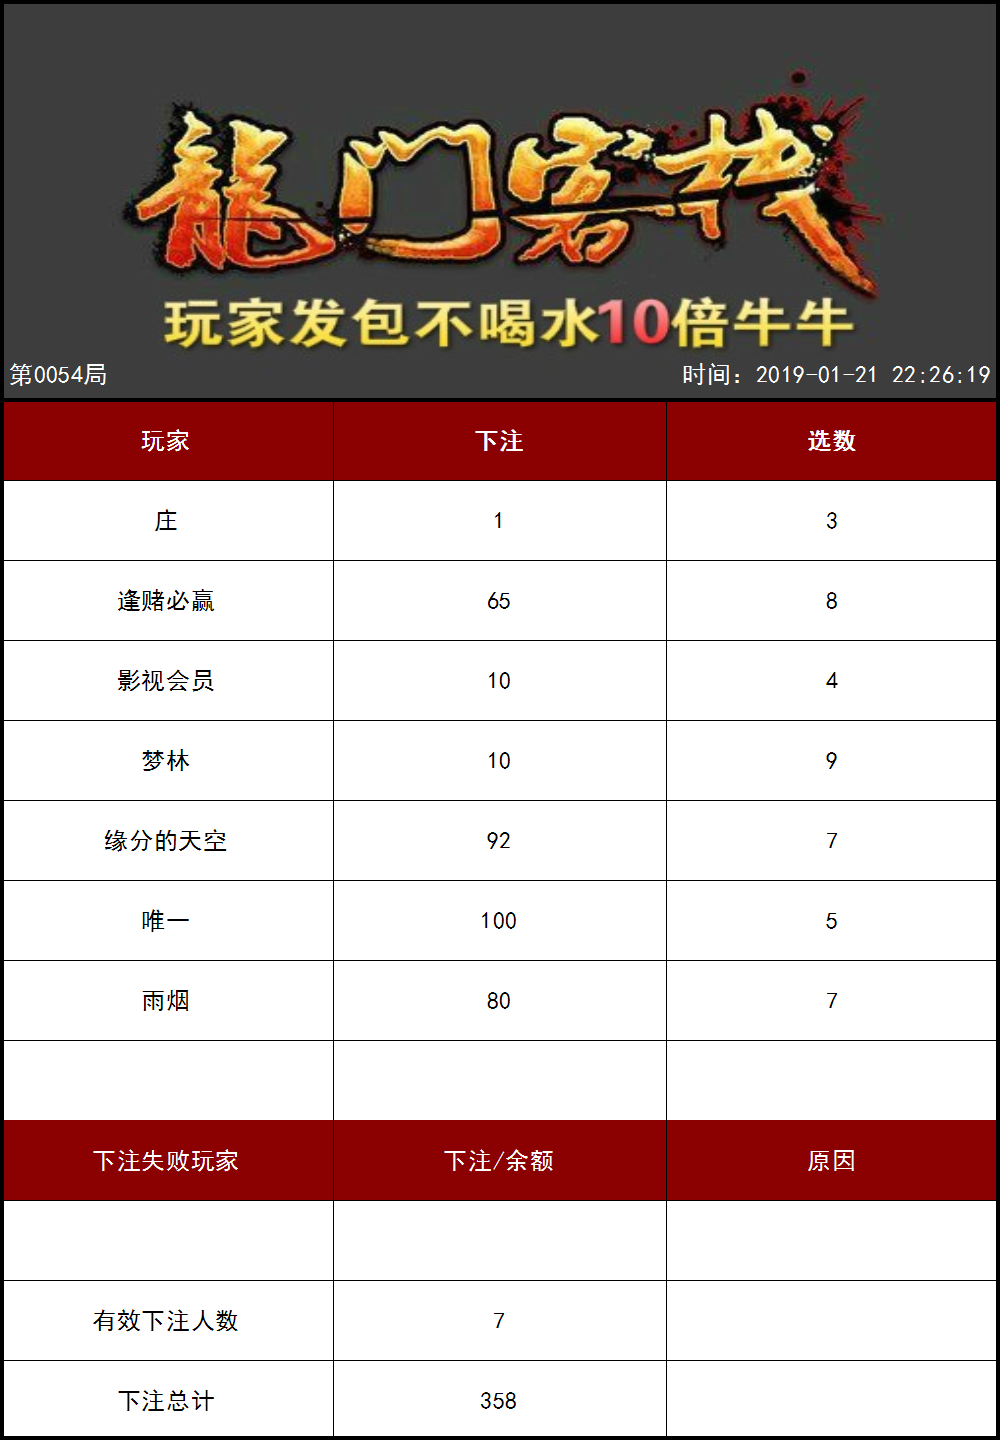 龍门客栈
玩家发包不喝水10倍牛牛
第0054局 时间：2019-01-21 22:26:19
玩家 下注 选数
庄 1 3
逢赌必赢 65 8
影视会员 10 4
梦林 10 9
缘分的天空 92 7
唯一 100 5
雨烟 80 7
下注失败玩家 下注/余额 原因
有效下注人数 7
下注总计 358